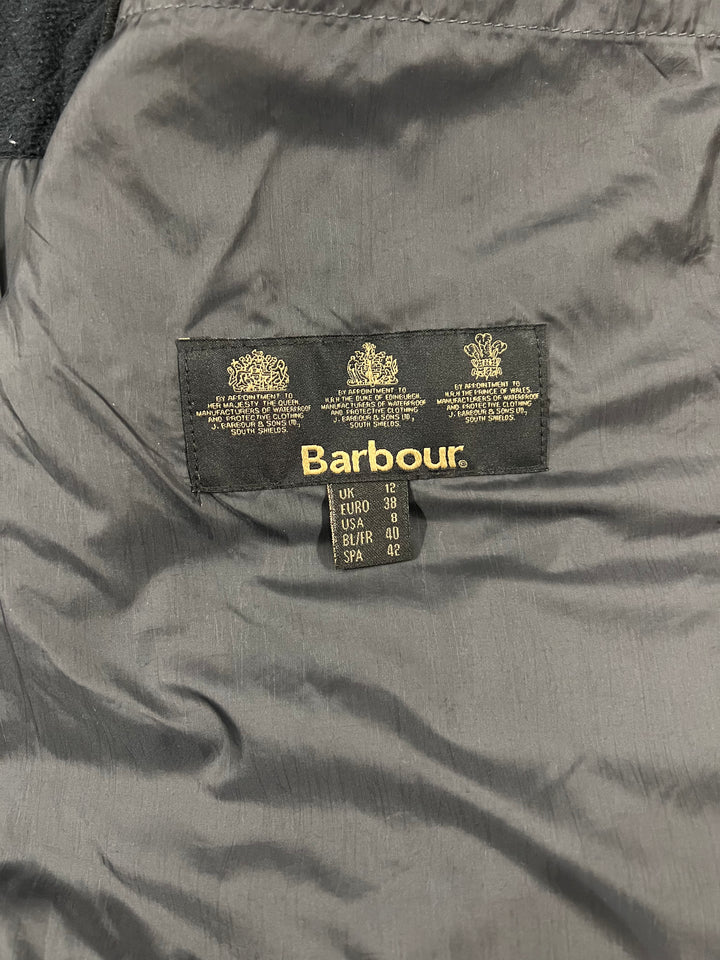 BY APPOINTMENT TO
HER MAJESTY THE QUEEN
MANUFACTURERS OF WATERPROOF
AND PROTECTIVE CLOTHING
J. BARBOUR & SONS LTD,
SOUTH SHIELDS.
BY APPOINTMENT TO
H.R.H THE DUKE OF EDINBURGH,
MANUFACTURERS OF WATERPROOF
AND PROTECTIVE CLOTHING
J. BARBOUR & SONS LTD,
SOUTH SHIELDS.
BY APPOINTMENT TO
H.R.H THE PRINCE OF WALES,
MANUFACTURERS OF WATERPROOF
AND PROTECTIVE CLOTHING
J. BARBOUR & SONS LTD,
SOUTH SHIELDS.
Barbour®
UK 12
EURO 38
USA 8
BL/FR 40
SPA 42